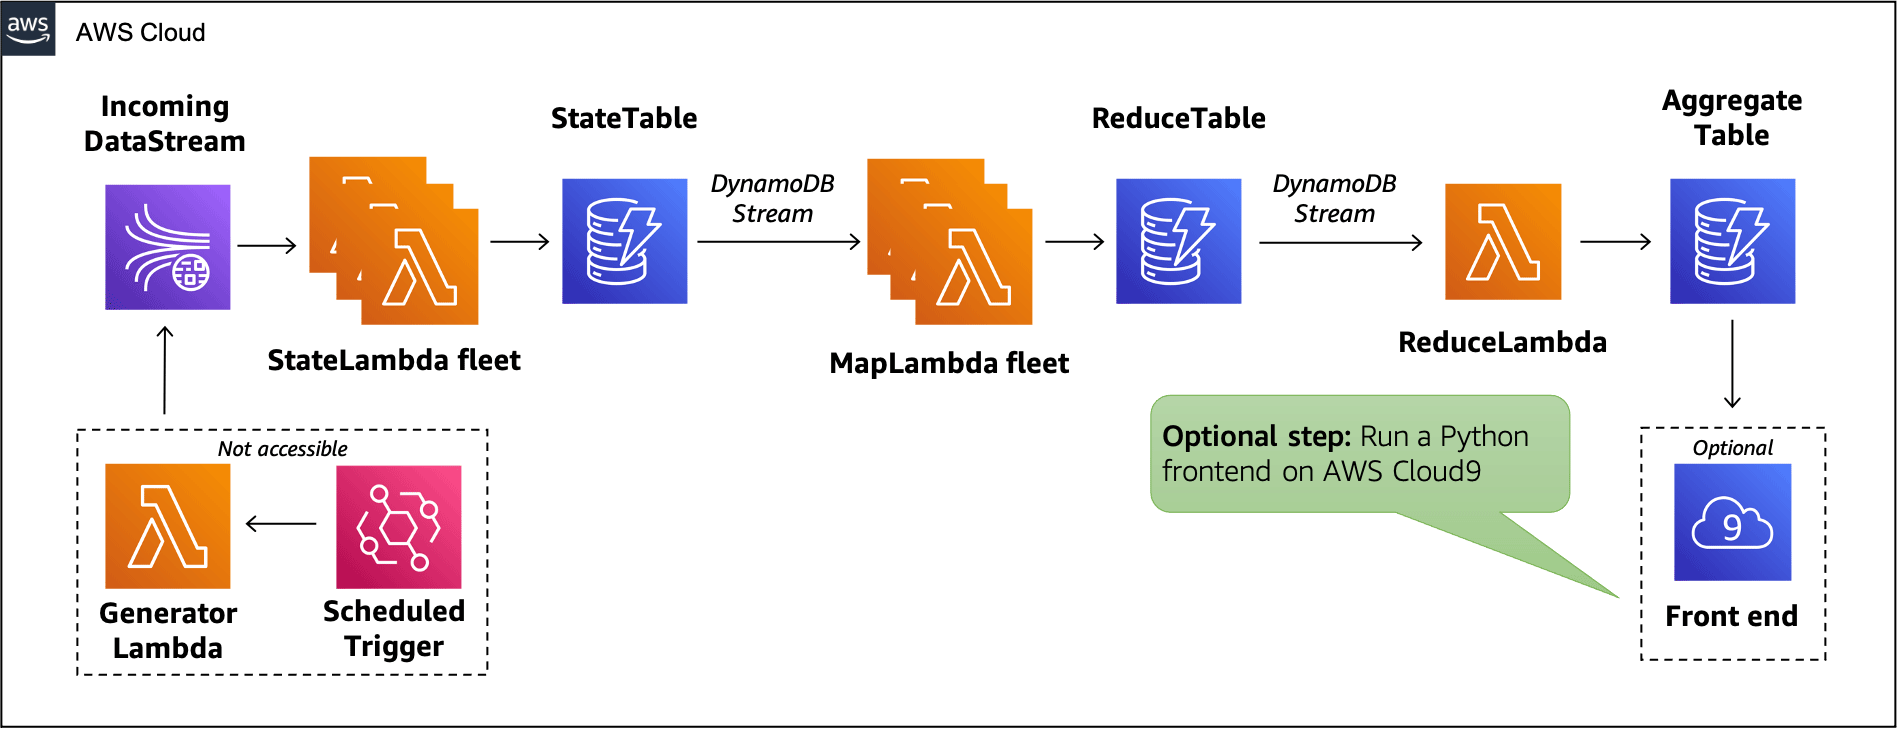 aws
AWS Cloud
Incoming
DataStream
StateLambda fleet
StateTable
DynamoDB
Stream
MapLambda fleet
ReduceTable
DynamoDB
Stream
ReduceLambda
Aggregate
Table
Not accessible
Generator
Lambda
Scheduled
Trigger
Optional step: Run a Python
frontend on AWS Cloud9
Optional
9
Front end